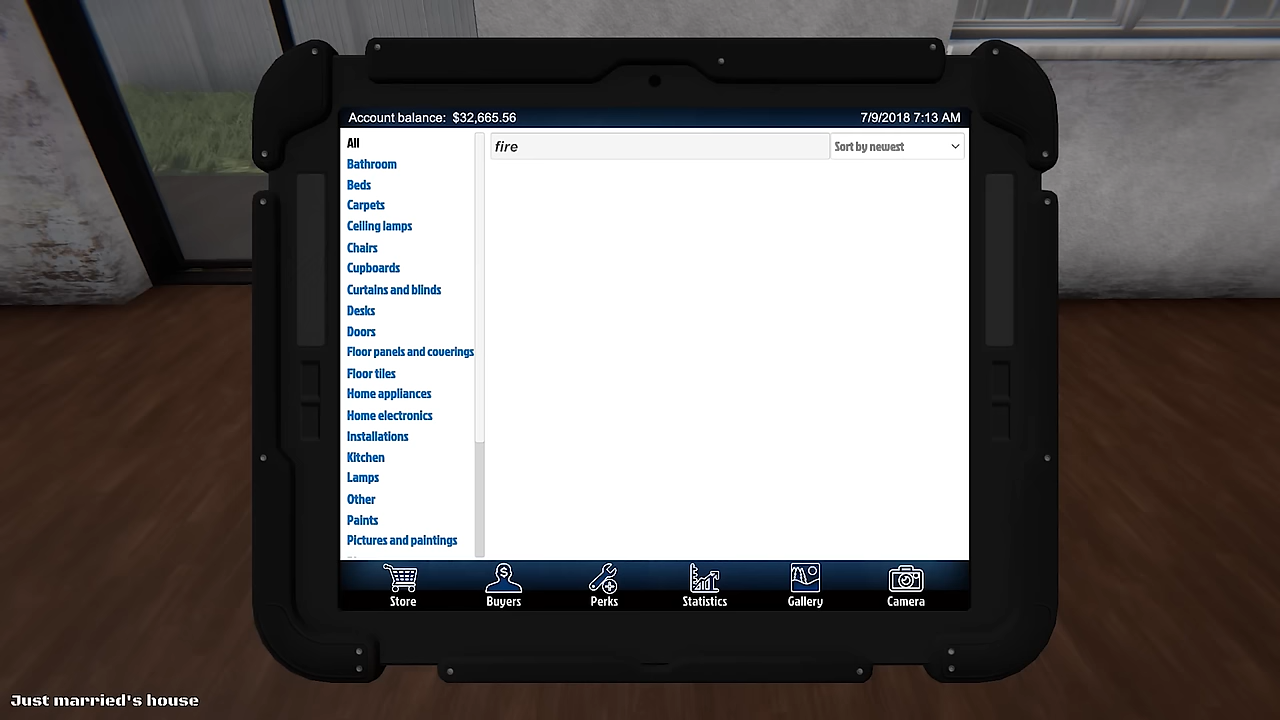 Account balance: $32,665.56
7/9/2018 7:13 AM
All
Bathroom
Beds
Carpets
Ceiling lamps
Chairs
Cupboards
Curtains and blinds
Desks
Doors
Floor panels and coverings
Floor tiles
Home appliances
Home electronics
Installations
Kitchen
Lamps
Other
Paints
Pictures and paintings
fire
Sort by newest
Store
Buyers
Perks
Statistics
Gallery
Camera
Just married's house